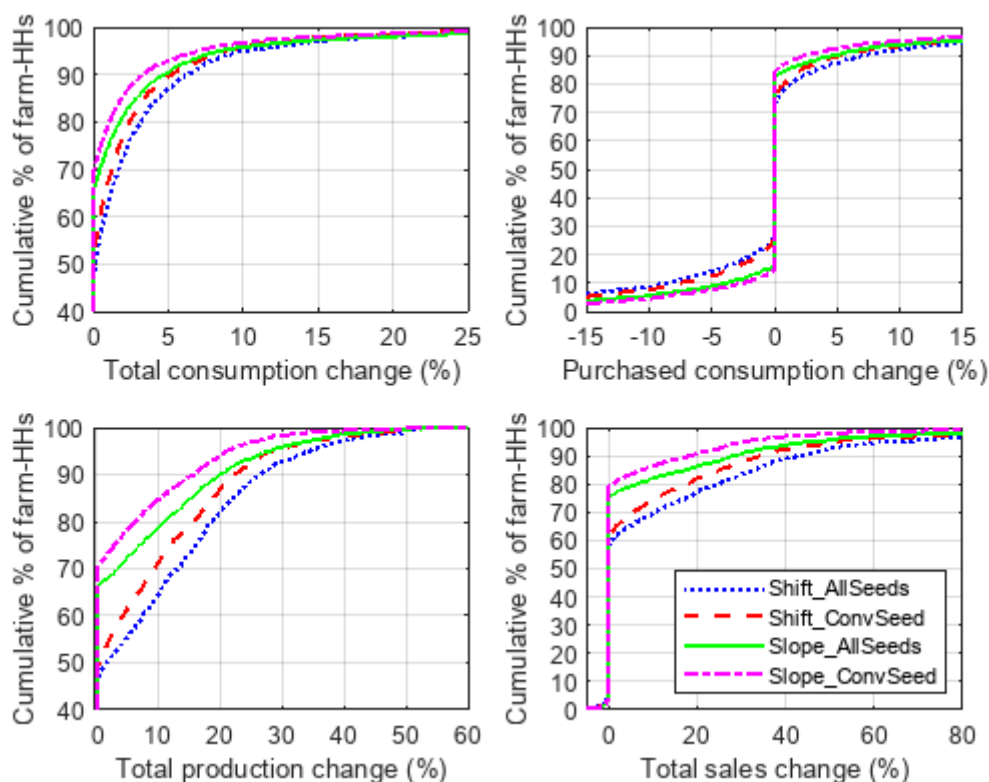 Cumulative % of farm-HHs
100
90
80
70
60
50
40
0 5 10 15 20 25
Total consumption change (%)
Cumulative % of farm-HHs
100
90
80
70
60
50
40
30
20
10
0
-15 -10 -5 0 5 10 15
Purchased consumption change (%)
Cumulative % of farm-HHs
100
90
80
70
60
50
40
0 10 20 30 40 50 60
Total production change (%)
Cumulative % of farm-HHs
100
90
80
70
60
50
40
30
20
10
0
0 20 40 60 80
Total sales change (%)
Shift_AllSeeds
Shift_ConvSeed
Slope_AllSeeds
Slope_ConvSeed